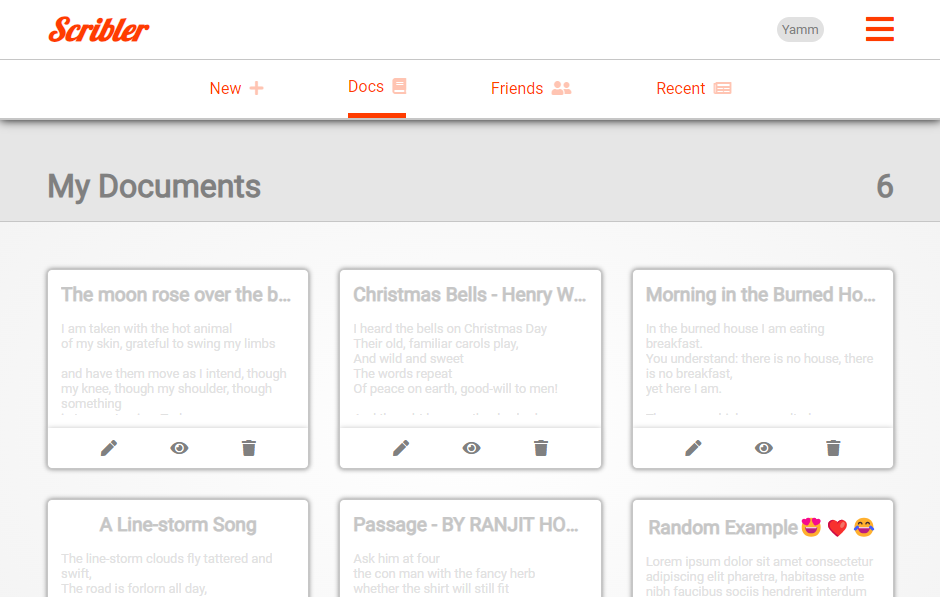 Scribler
Yamm
New
Docs
Friends
Recent
My Documents
6
The moon rose over the b...
I am taken with the hot animal
of my skin, grateful to swing my limbs
and have them move as I intend, though
my knee, though my shoulder, though
something
Christmas Bells - Henry W...
I heard the bells on Christmas Day
Their old, familiar carols play,
And wild and sweet
The words repeat
Of peace on earth, good-will to men!
Morning in the Burned Ho...
In the burned house I am eating
breakfast.
You understand: there is no house, there
is no breakfast,
yet here I am.
A Line-storm Song
The line-storm clouds fly tattered and
swift,
The road is forlorn all day,
Passage - BY RANJIT HO...
Ask him at four
the con man with the fancy herb
whether the shirt will still fit
Random Example 😍 ❤️ 😂
Lorem ipsum dolor sit amet consectetur
adipiscing elit pharetra, habitasse ante
nibh faucibus sociis hendrerit interdum